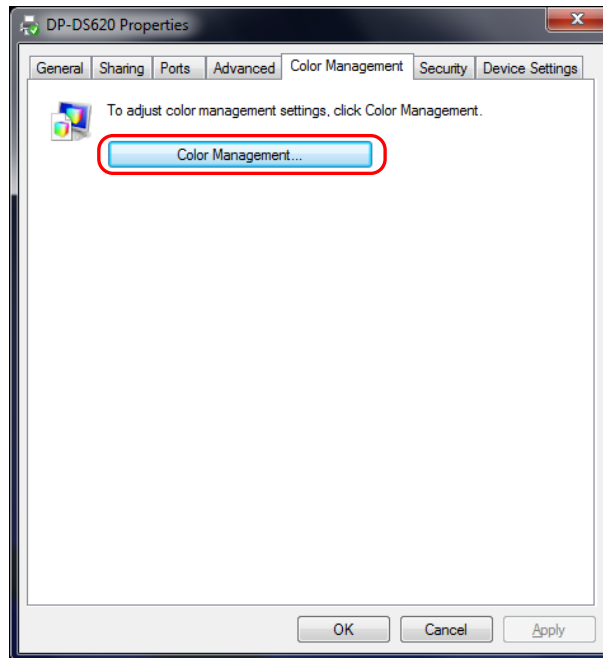 DP-DS620 Properties
General Sharing Ports Advanced Color Management Security Device Settings
To adjust color management settings, click Color Management.
Color Management...
OK Cancel Apply